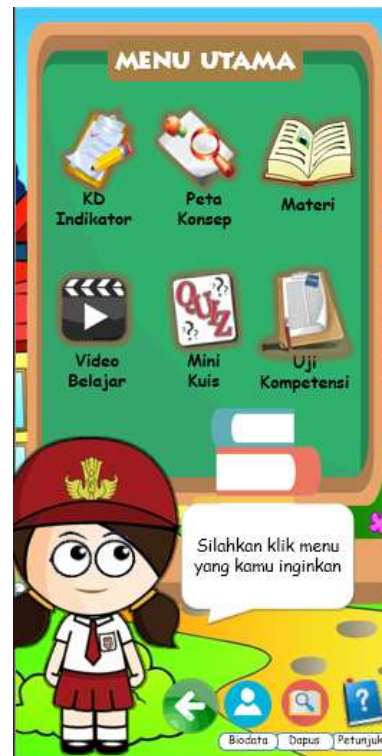 MENU UTAMA
KD
Indikator
Peta
Konsep
Materi
Video
Belajar
QUIZ
Mini
Kuis
Uji
Kompetensi
Silahkan klik menu
yang kamu inginkan
Biodata
Dapus
Petunjuk